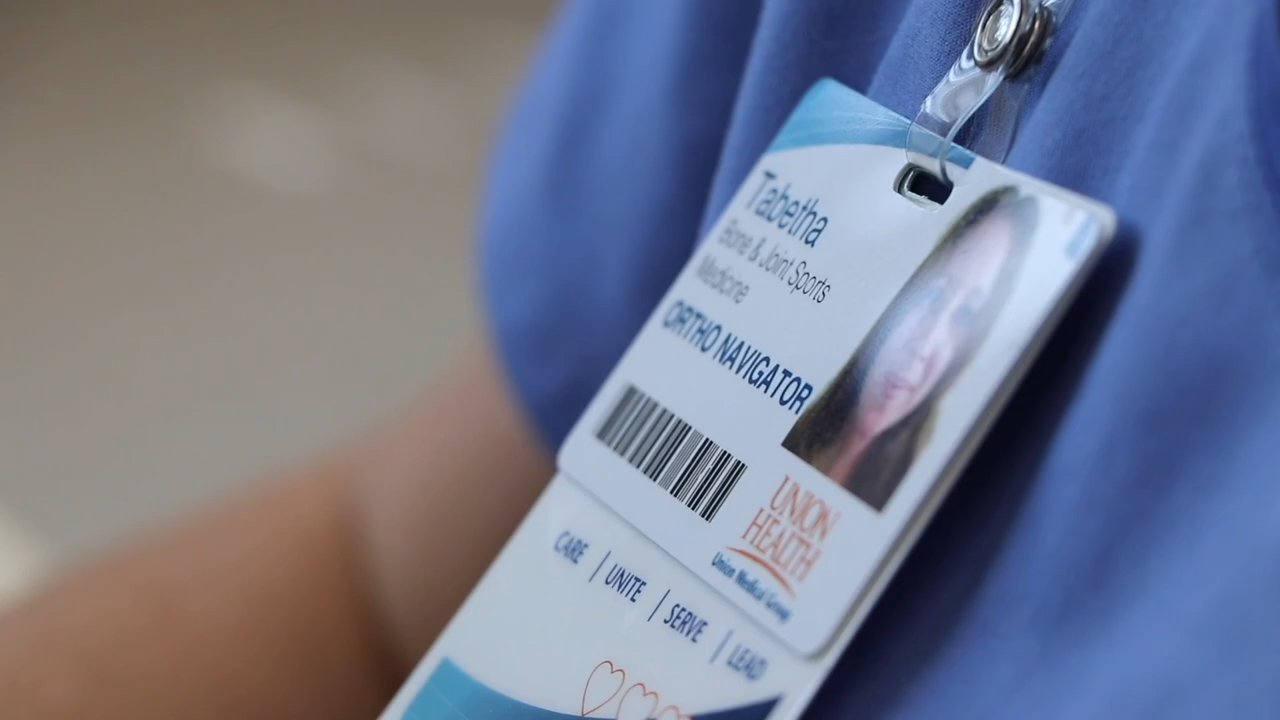 Tabetha
Bone & Joint Sports
Medicine
ORTHO NAVIGATOR
UNION
HEALTH
Union Medical Group
CARE | UNITE | SERVE | LEAD